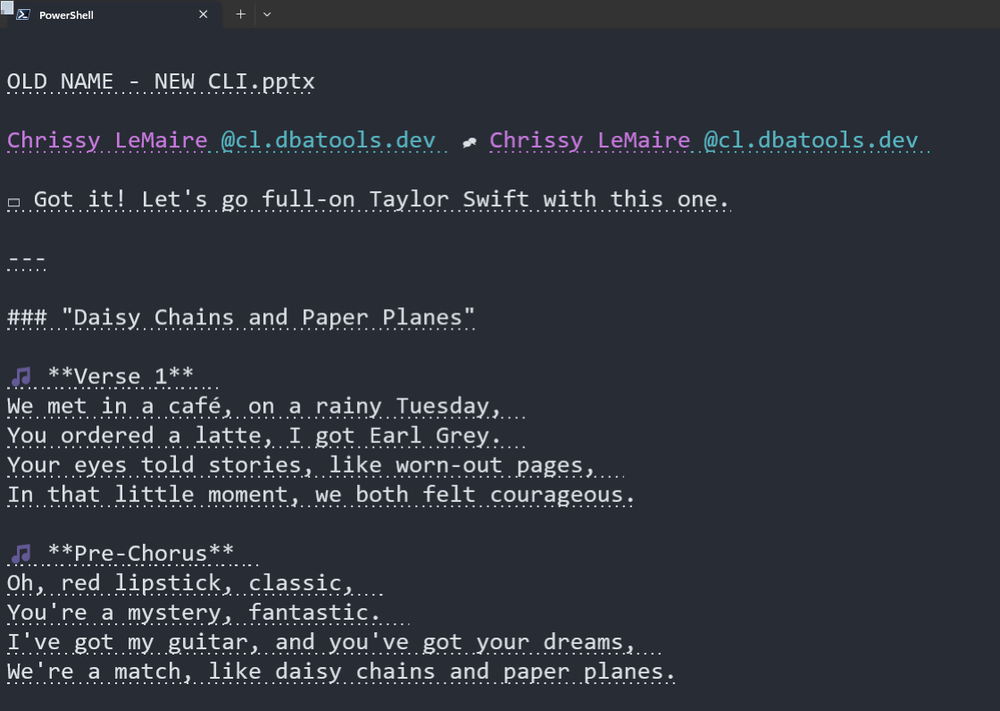 PowerShell
OLD NAME - NEW CLI.pptx
Chrissy LeMaire @cl.dbatools.dev Chrissy LeMaire @cl.dbatools.dev
Got it! Let's go full-on Taylor Swift with this one.
---
### "Daisy Chains and Paper Planes"
🎵 **Verse 1**
We met in a café, on a rainy Tuesday,
You ordered a latte, I got Earl Grey.
Your eyes told stories, like worn-out pages,
In that little moment, we both felt courageous.
🎵 **Pre-Chorus**
Oh, red lipstick, classic,
You're a mystery, fantastic.
I've got my guitar, and you've got your dreams,
We're a match, like daisy chains and paper planes.